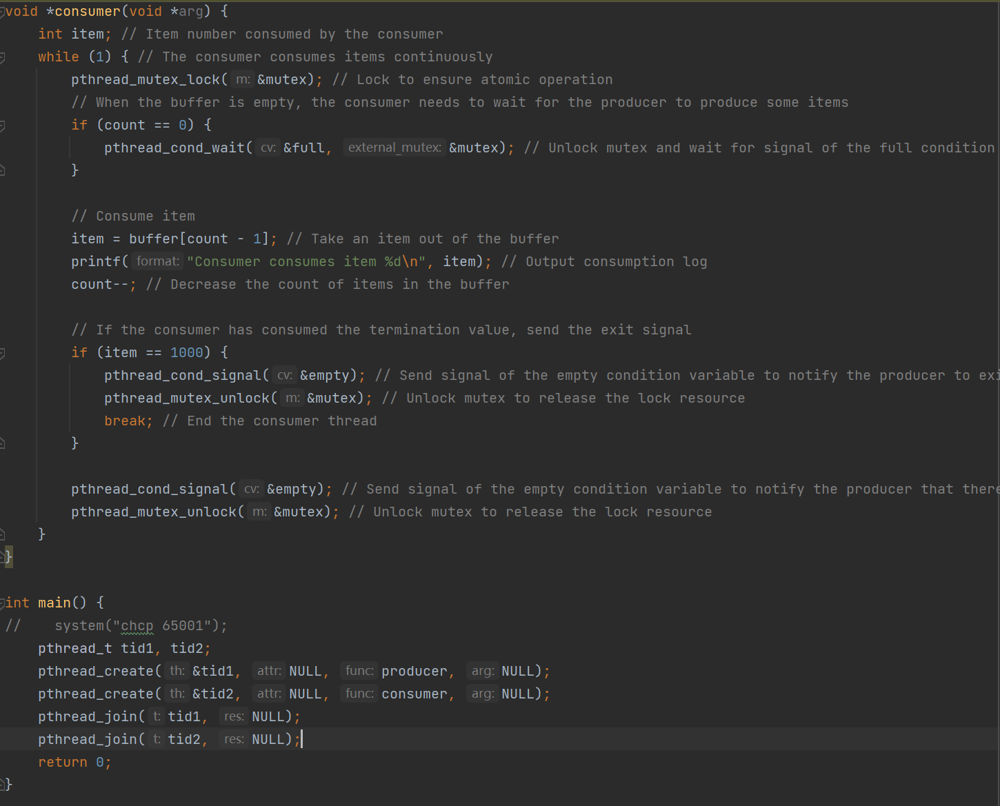 void *consumer(void *arg) {
    int item; // Item number consumed by the consumer
    while (1) { // The consumer consumes items continuously
        pthread_mutex_lock( m: &mutex); // Lock to ensure atomic operation
        // When the buffer is empty, the consumer needs to wait for the producer to produce some items
        if (count == 0) {
            pthread_cond_wait( cv: &full, external_mutex: &mutex); // Unlock mutex and wait for signal of the full condition
        }
        // Consume item
        item = buffer[count - 1]; // Take an item out of the buffer
        printf( format: "Consumer consumes item %d\n", item); // Output consumption log
        count--; // Decrease the count of items in the buffer
        // If the consumer has consumed the termination value, send the exit signal
        if (item == 1000) {
            pthread_cond_signal( cv: &empty); // Send signal of the empty condition variable to notify the producer to exi
            pthread_mutex_unlock( m: &mutex); // Unlock mutex to release the lock resource
            break; // End the consumer thread
        }
        pthread_cond_signal( cv: &empty); // Send signal of the empty condition variable to notify the producer that there
        pthread_mutex_unlock( m: &mutex); // Unlock mutex to release the lock resource
    }
}
int main() {
//    system("chcp 65001");
    pthread_t tid1, tid2;
    pthread_create( th: &tid1, attr: NULL, func: producer, arg: NULL);
    pthread_create( th: &tid2, attr: NULL, func: consumer, arg: NULL);
    pthread_join( t: tid1, res: NULL);
    pthread_join( t: tid2, res: NULL);
    return 0;
}